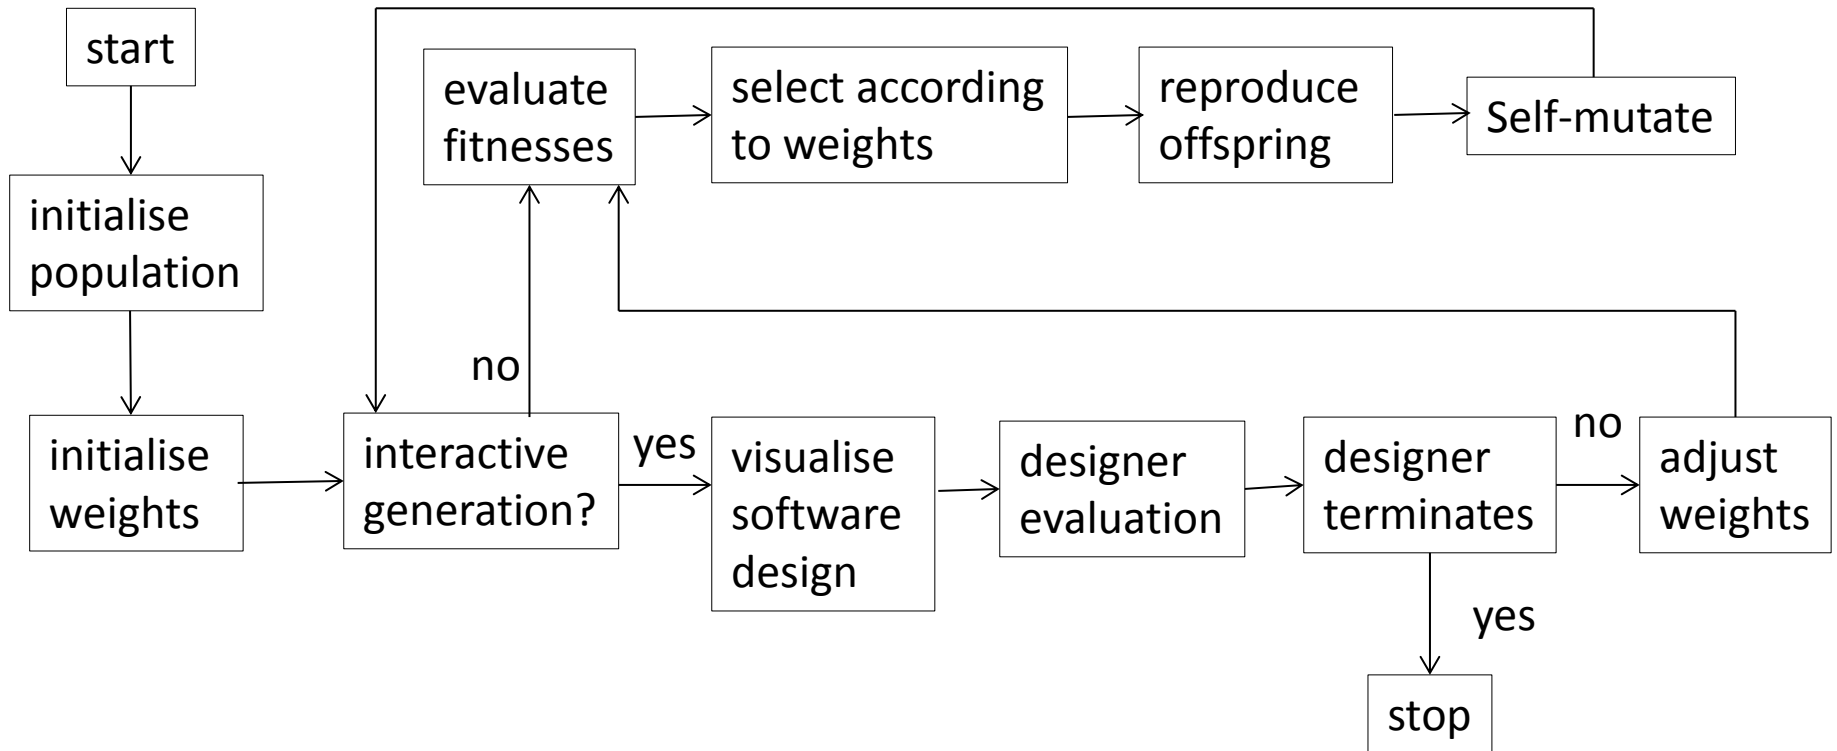 start
initialise
population
initialise
weights
evaluate
fitnesses
select according
to weights
reproduce
offspring
Self-mutate
no
interactive
generation?
yes
visualise
software
design
designer
evaluation
designer
terminates
no
adjust
weights
yes
stop